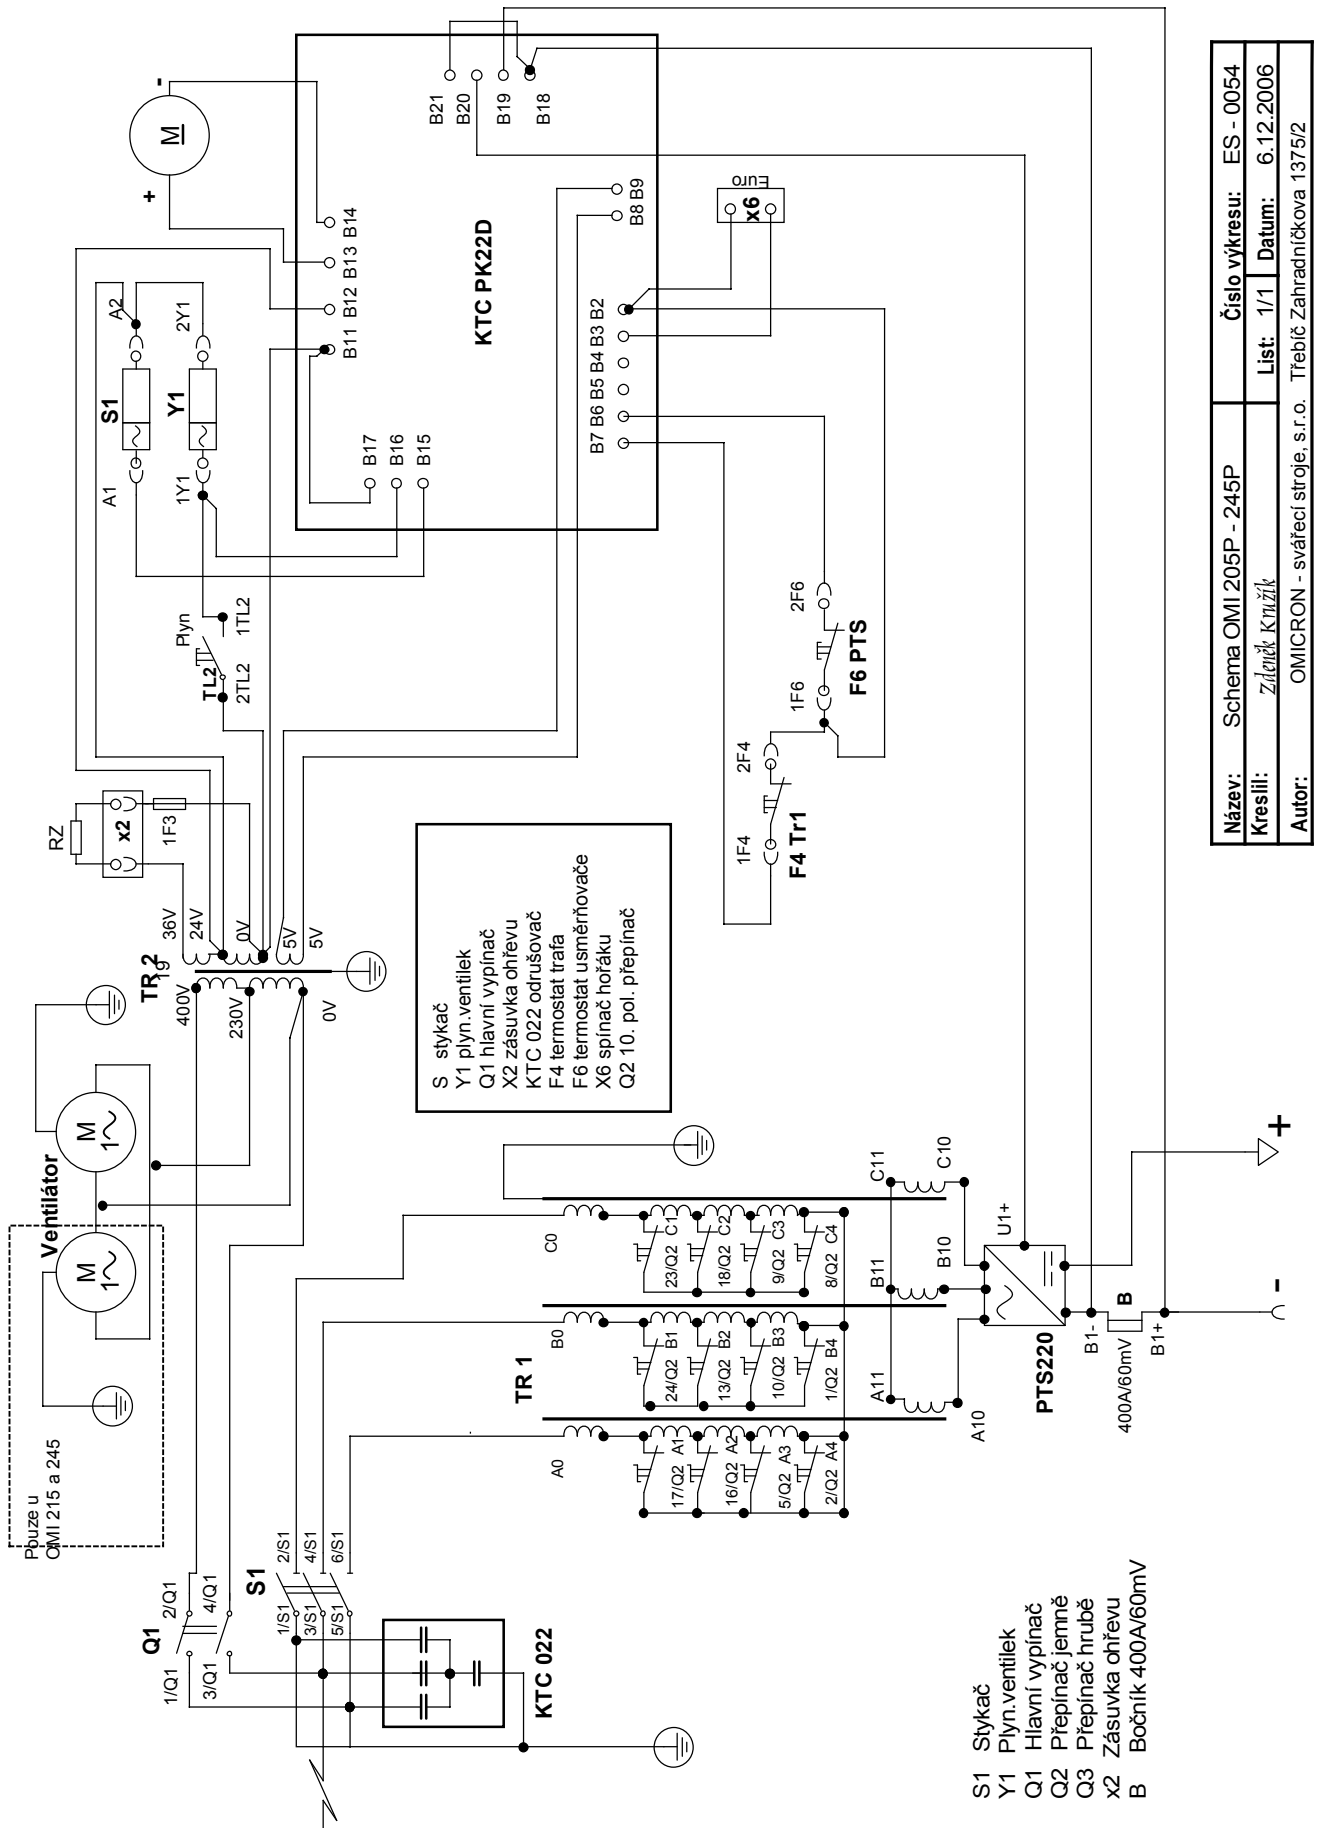 Pouze u
OMI 215 a 245
Ventilátor
M
1
M
1
Q1
1/Q1
2/Q1
3/Q1
4/Q1
S1
1/S1
2/S1
3/S1
4/S1
5/S1
6/S1
KTC 022
TR 2
19
400V
230V
0V
36V
24V
0V
5V
5V
RZ
x2
1F3
Plyn
TL2
2TL2
1TL2
A1
S1
A2
1Y1
Y1
2Y1
+
M
-
KTC PK22D
B17
B16
B15
B11
B12
B13
B14
B21
B20
B19
B18
B7
B6
B5
B4
B3
B2
B8
B9
x6
Euro
1F4
2F4
F4 Tr1
1F6
2F6
F6 PTS
S stykač
Y1 plyn.ventilek
Q1 hlavní vypínač
X2 zásuvka ohřevu
KTC 022 odrušovač
F4 termostat trafa
F6 termostat usměrňovače
X6 spínač hořáku
Q2 10. pol. přepínač
TR 1
A0
B0
C0
17/Q2
A1
16/Q2
A2
5/Q2
A3
2/Q2
A4
24/Q2
B1
13/Q2
B2
10/Q2
B3
1/Q2
B4
23/Q2
C1
18/Q2
C2
9/Q2
C3
8/Q2
C4
A11
A10
B11
B10
C11
C10
U1+
PTS220
B1-
B
400A/60mV
B1+
-
+
S1 Stykač
Y1 Plyn.ventilek
Q1 Hlavní vypínač
Q2 Přepínač jemně
Q3 Přepínač hrubě
x2 Zásuvka ohřevu
B Bočník 400A/60mV
Název: Schema OMI 205P - 245P
Číslo výkresu: ES - 0054
Kreslil: Zdeněk Kružík
List: 1/1
Datum: 6.12.2006
Autor: OMICRON - svářecí stroje, s.r.o. Třebíč Zahradníčkova 1375/2